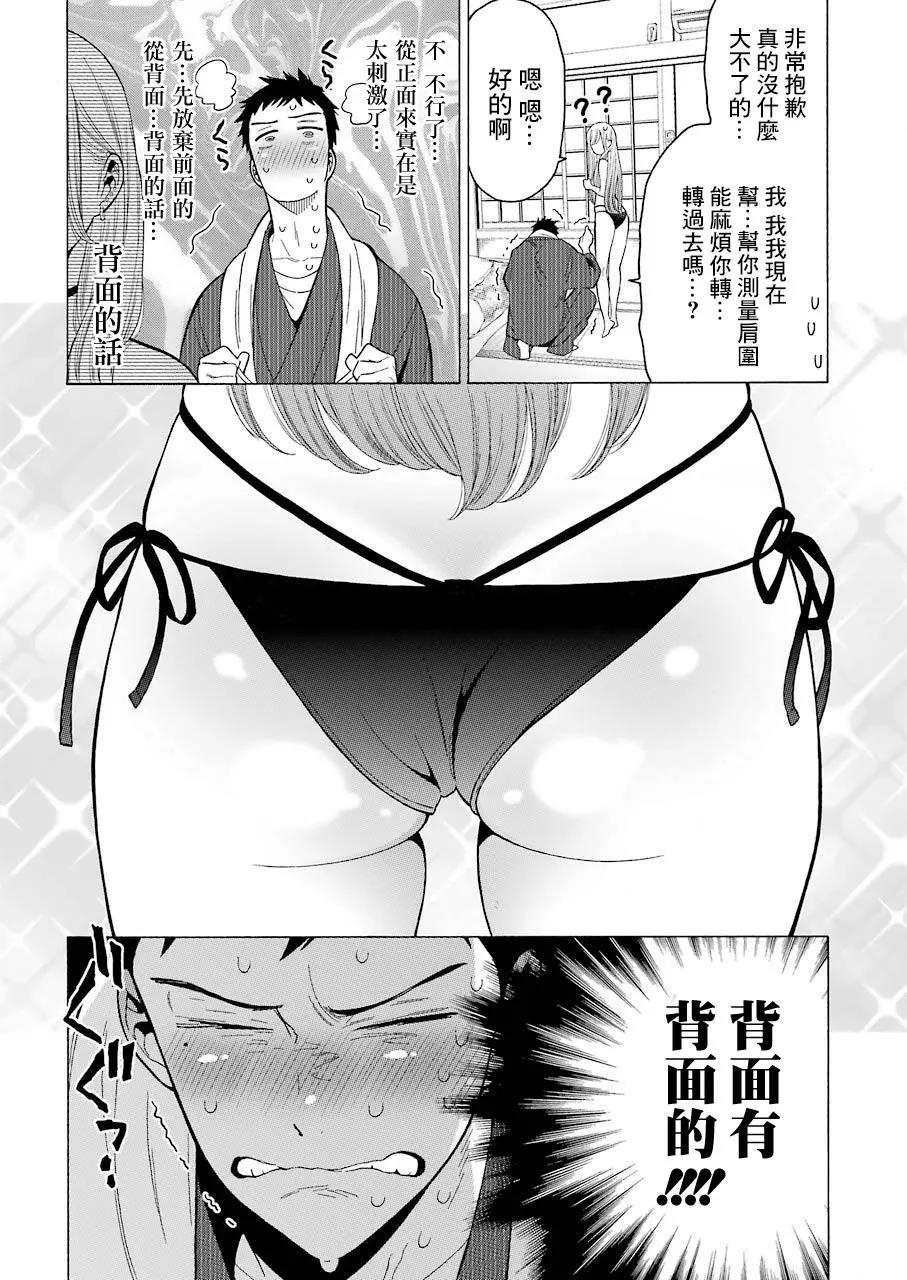 非常抱歉
真的沒什麼
大不了的…
嗯 嗯…
好的啊
? ?
? ?
我 我我現在
幫…幫你測量肩圍
能麻煩你轉…
轉過去嗎…?
不 不行了…
從正面來實在是
太刺激了…
先…先放棄前面的
從背面…背面的話…
背面的話
背面有
背面的
!!!!